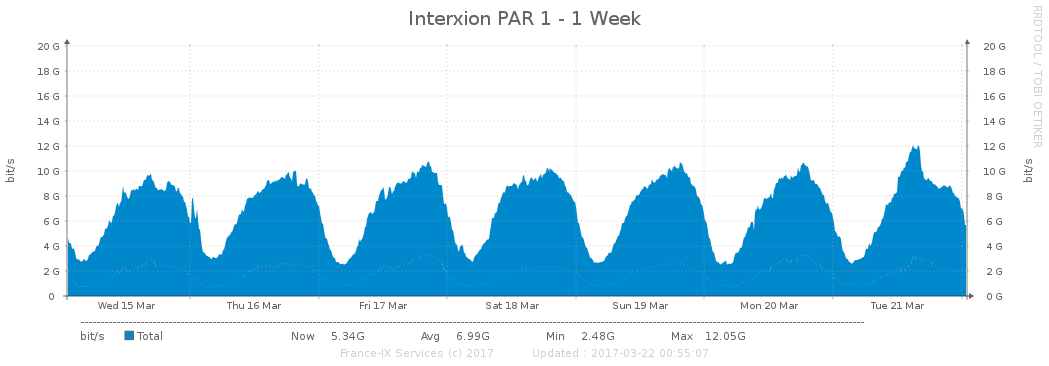 Interxion PAR 1 - 1 Week
RRDTOOL / TOBI OETIKER
bit/s
bit/s
20 G 20 G
18 G 18 G
16 G 16 G
14 G 14 G
12 G 12 G
10 G 10 G
8 G 8 G
6 G 6 G
4 G 4 G
2 G 2 G
0 0 G
Wed 15 Mar Thu 16 Mar Fri 17 Mar Sat 18 Mar Sun 19 Mar Mon 20 Mar Tue 21 Mar
bit/s Total Now 5.34G Avg 6.99G Min 2.48G Max 12.05G
France-IX Services (c) 2017 Updated : 2017-03-22 00:55:07